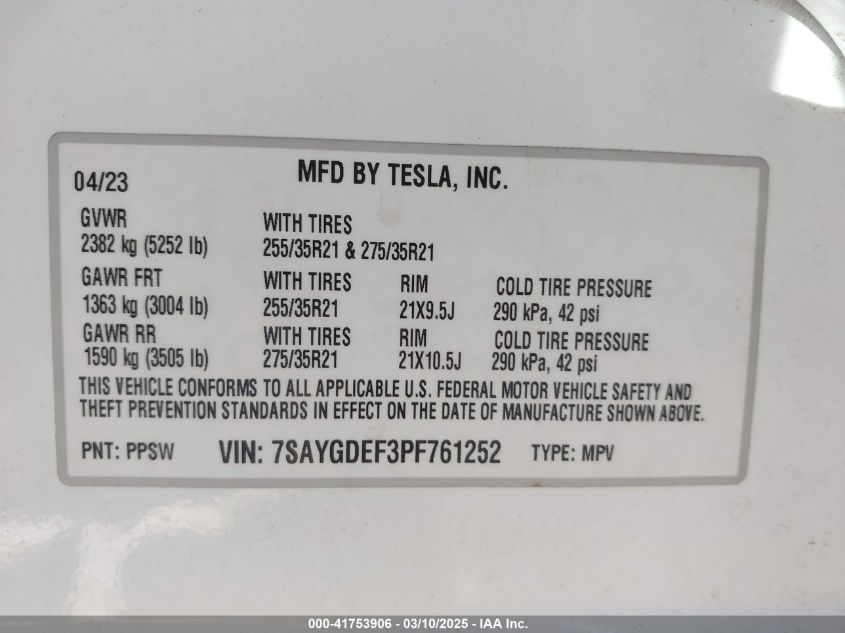 MFD BY TESLA, INC.
04/23
GVWR WITH TIRES
2382 kg (5252 lb) 255/35R21 & 275/35R21
GAWR FRT WITH TIRES RIM COLD TIRE PRESSURE
1363 kg (3004 lb) 255/35R21 21X9.5J 290 kPa, 42 psi
GAWR RR WITH TIRES RIM COLD TIRE PRESSURE
1590 kg (3505 lb) 275/35R21 21X10.5J 290 kPa, 42 psi
THIS VEHICLE CONFORMS TO ALL APPLICABLE U.S. FEDERAL MOTOR VEHICLE SAFETY AND
THEFT PREVENTION STANDARDS IN EFFECT ON THE DATE OF MANUFACTURE SHOWN ABOVE.
PNT: PPSW VIN: 7SAYGDEF3PF761252 TYPE: MPV
000-41753906 - 03/10/2025 - IAA Inc.